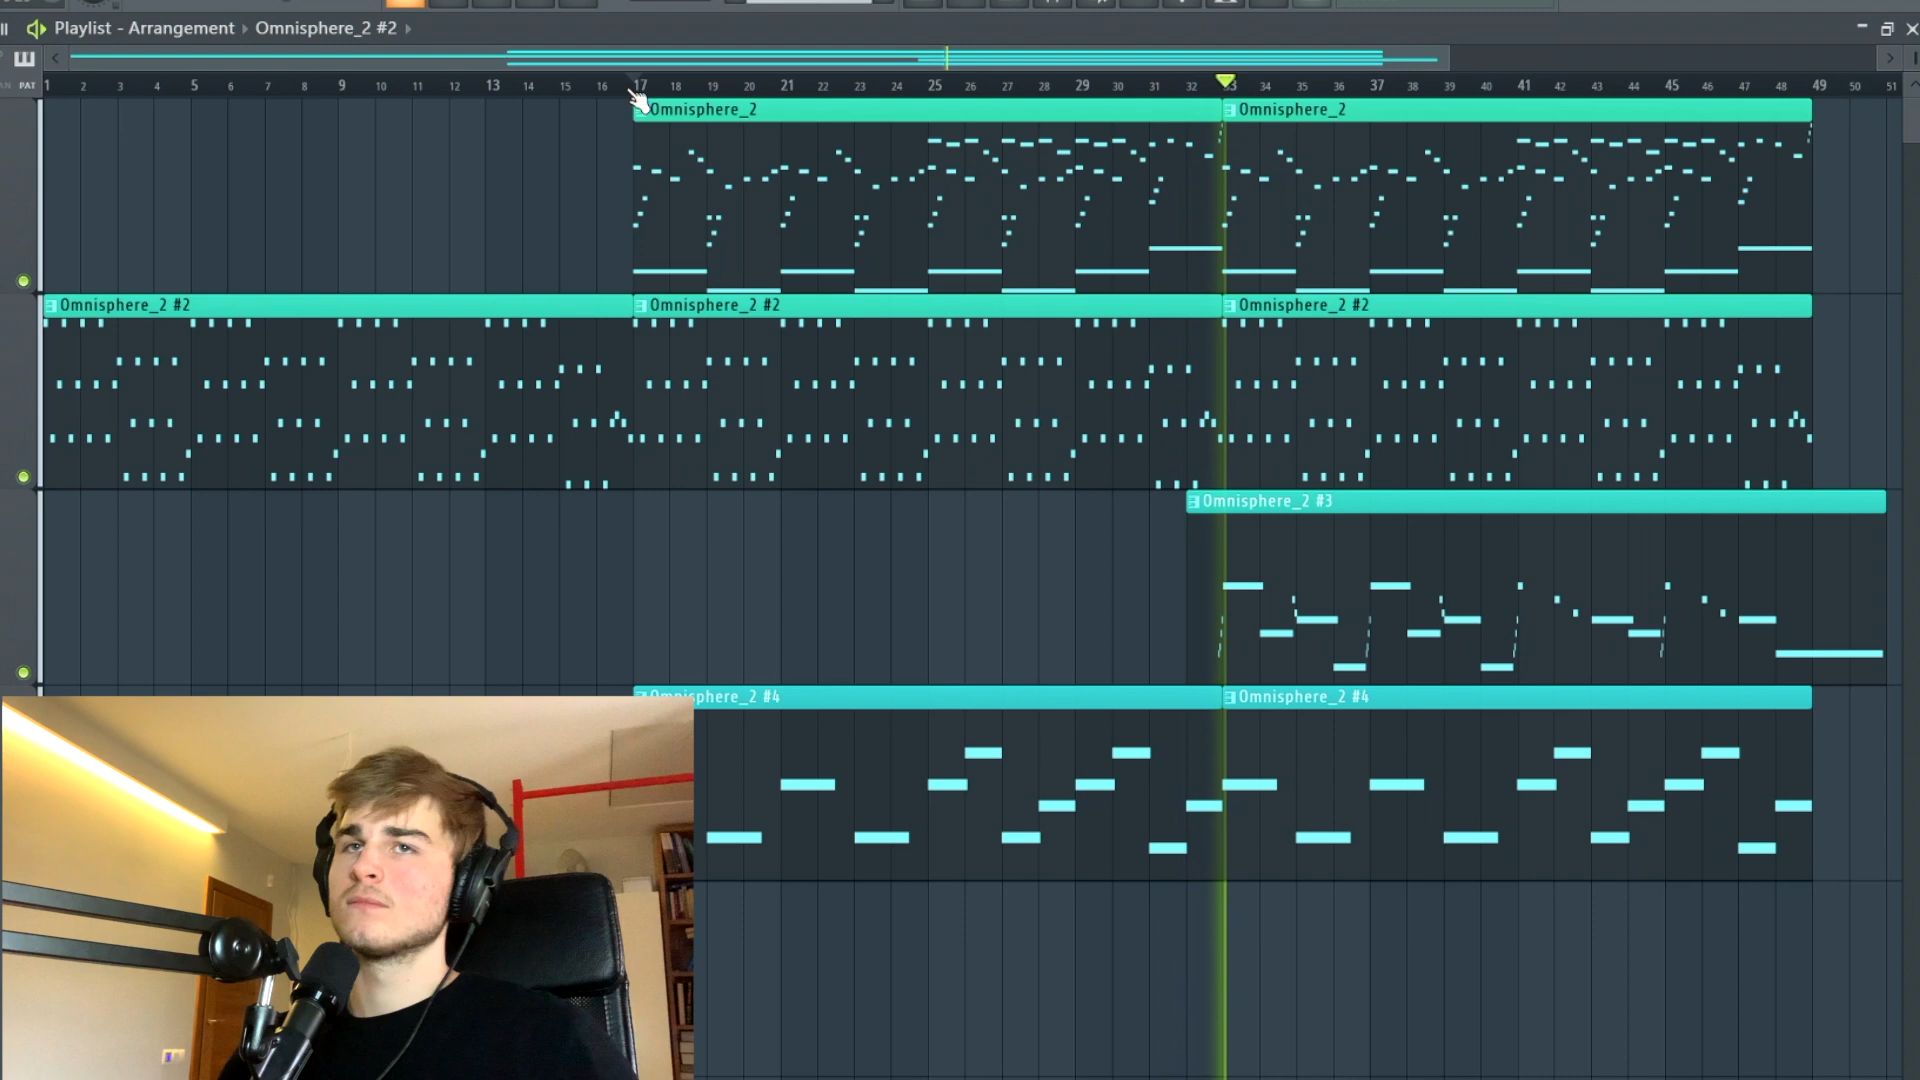 Playlist - Arrangement Omnisphere_2 #2
PAT
1 2 3 4 5 6 7 8 9 10 11 12 13 14 15 16 17 18 19 20 21 22 23 24 25 26 27 28 29 30 31 32 33 34 35 36 37 38 39 40 41 42 43 44 45 46 47 48 49 50 51
Omnisphere_2 Omnisphere_2
Omnisphere_2 #2 Omnisphere_2 #2 Omnisphere_2 #2
Omnisphere_2 #3
Omnisphere_2 #4 Omnisphere_2 #4